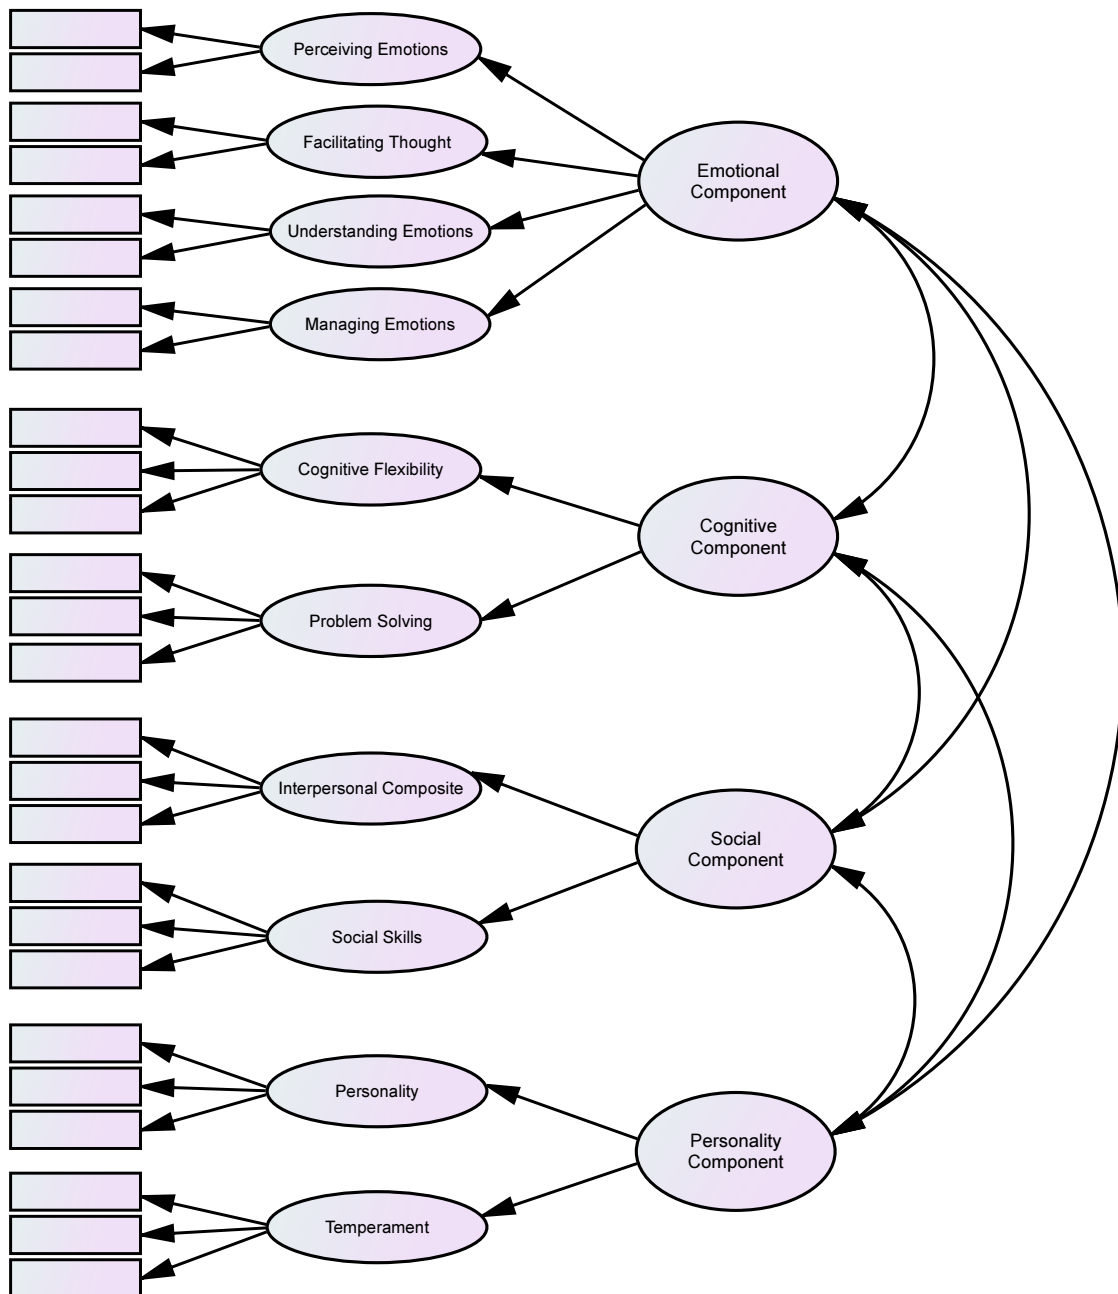 Perceiving Emotions
Facilitating Thought
Understanding Emotions
Managing Emotions
Emotional
Component
Cognitive Flexibility
Problem Solving
Cognitive
Component
Interpersonal Composite
Social Skills
Social
Component
Personality
Temperament
Personality
Component